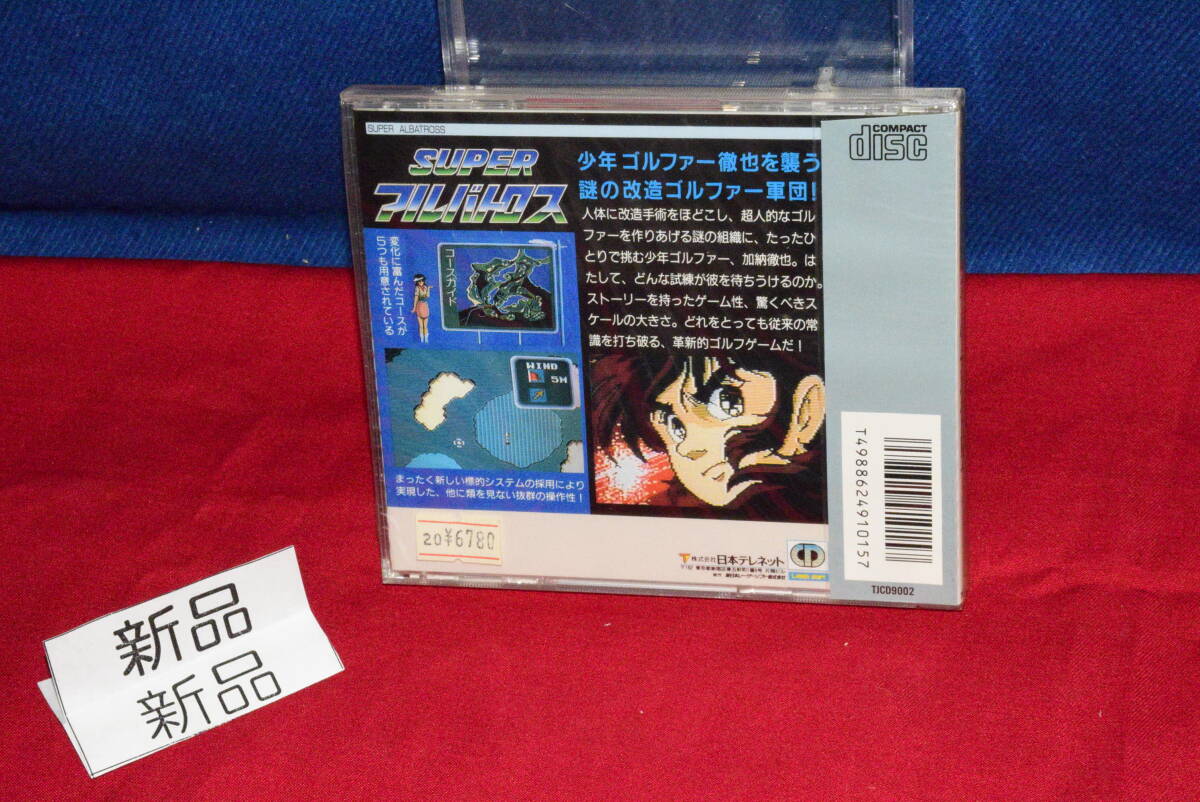 SUPER ALBATROSS
SUPER
アルバトロス
少年ゴルファー徹也を襲う
謎の改造ゴルファー軍団!
人体に改造手術をほどこし、超人的なゴル
ファーを作りあげる謎の組織に、たったひ
とりで挑む少年ゴルファー、加納徹也。は
たして、どんな試練が彼を待ちうけるのか。
ストーリーを持ったゲーム性、驚くべきス
ケールの大きさ。どれをとっても従来の常
識を打ち破る、革新的ゴルフゲームだ!
変化に富んだコースが
5つも用意されている
コースガイド
WIND
5M
まったく新しい標的システムの採用により
実現した、他に類を見ない抜群の操作性!
20¥6780
株式会社日本テレネット
LASER SOFT
COMPACT
disc
T4988624910157
TJCD9002
新品
新品